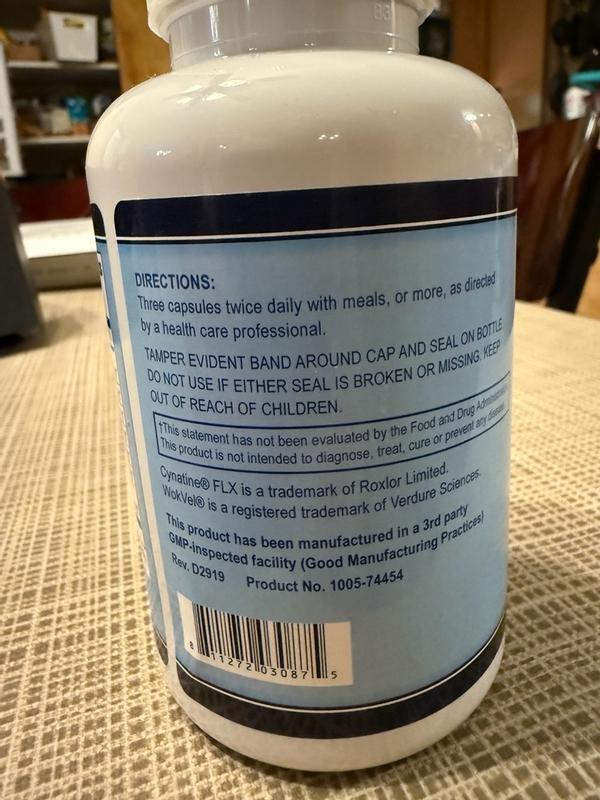 83
DIRECTIONS:
Three capsules twice daily with meals, or more, as directed
by a health care professional.
TAMPER EVIDENT BAND AROUND CAP AND SEAL ON BOTTLE
DO NOT USE IF EITHER SEAL IS BROKEN OR MISSING. KEEP
OUT OF REACH OF CHILDREN.
†This statement has not been evaluated by the Food and Drug
This product is not intended to diagnose, treat, cure or prevent any disease.
Cynatine® FLX is a trademark of Roxlor Limited.
WokVel® is a registered trademark of Verdure Sciences.
This product has been manufactured in a 3rd party
GMP-inspected facility (Good Manufacturing Practices)
Rev. D2919 Product No. 1005-74454
8 11272 03087 5